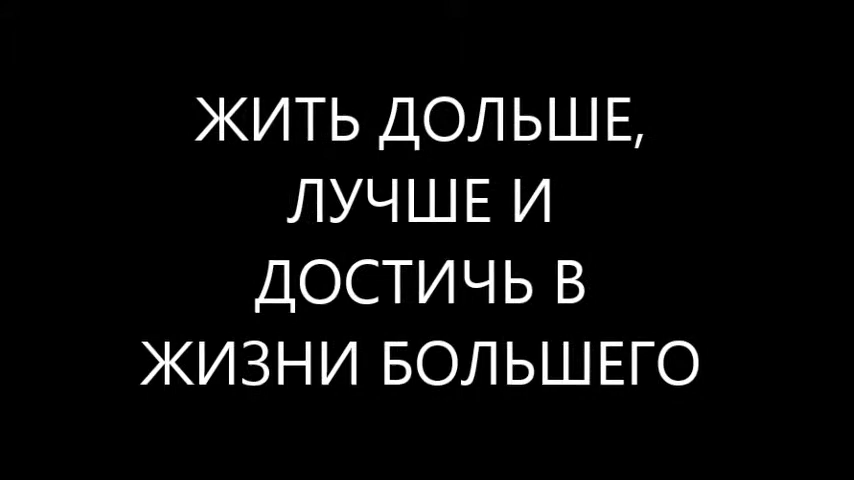 ЖИТЬ ДОЛЬШЕ,
ЛУЧШЕ И
ДОСТИЧЬ В
ЖИЗНИ БОЛЬШЕГО